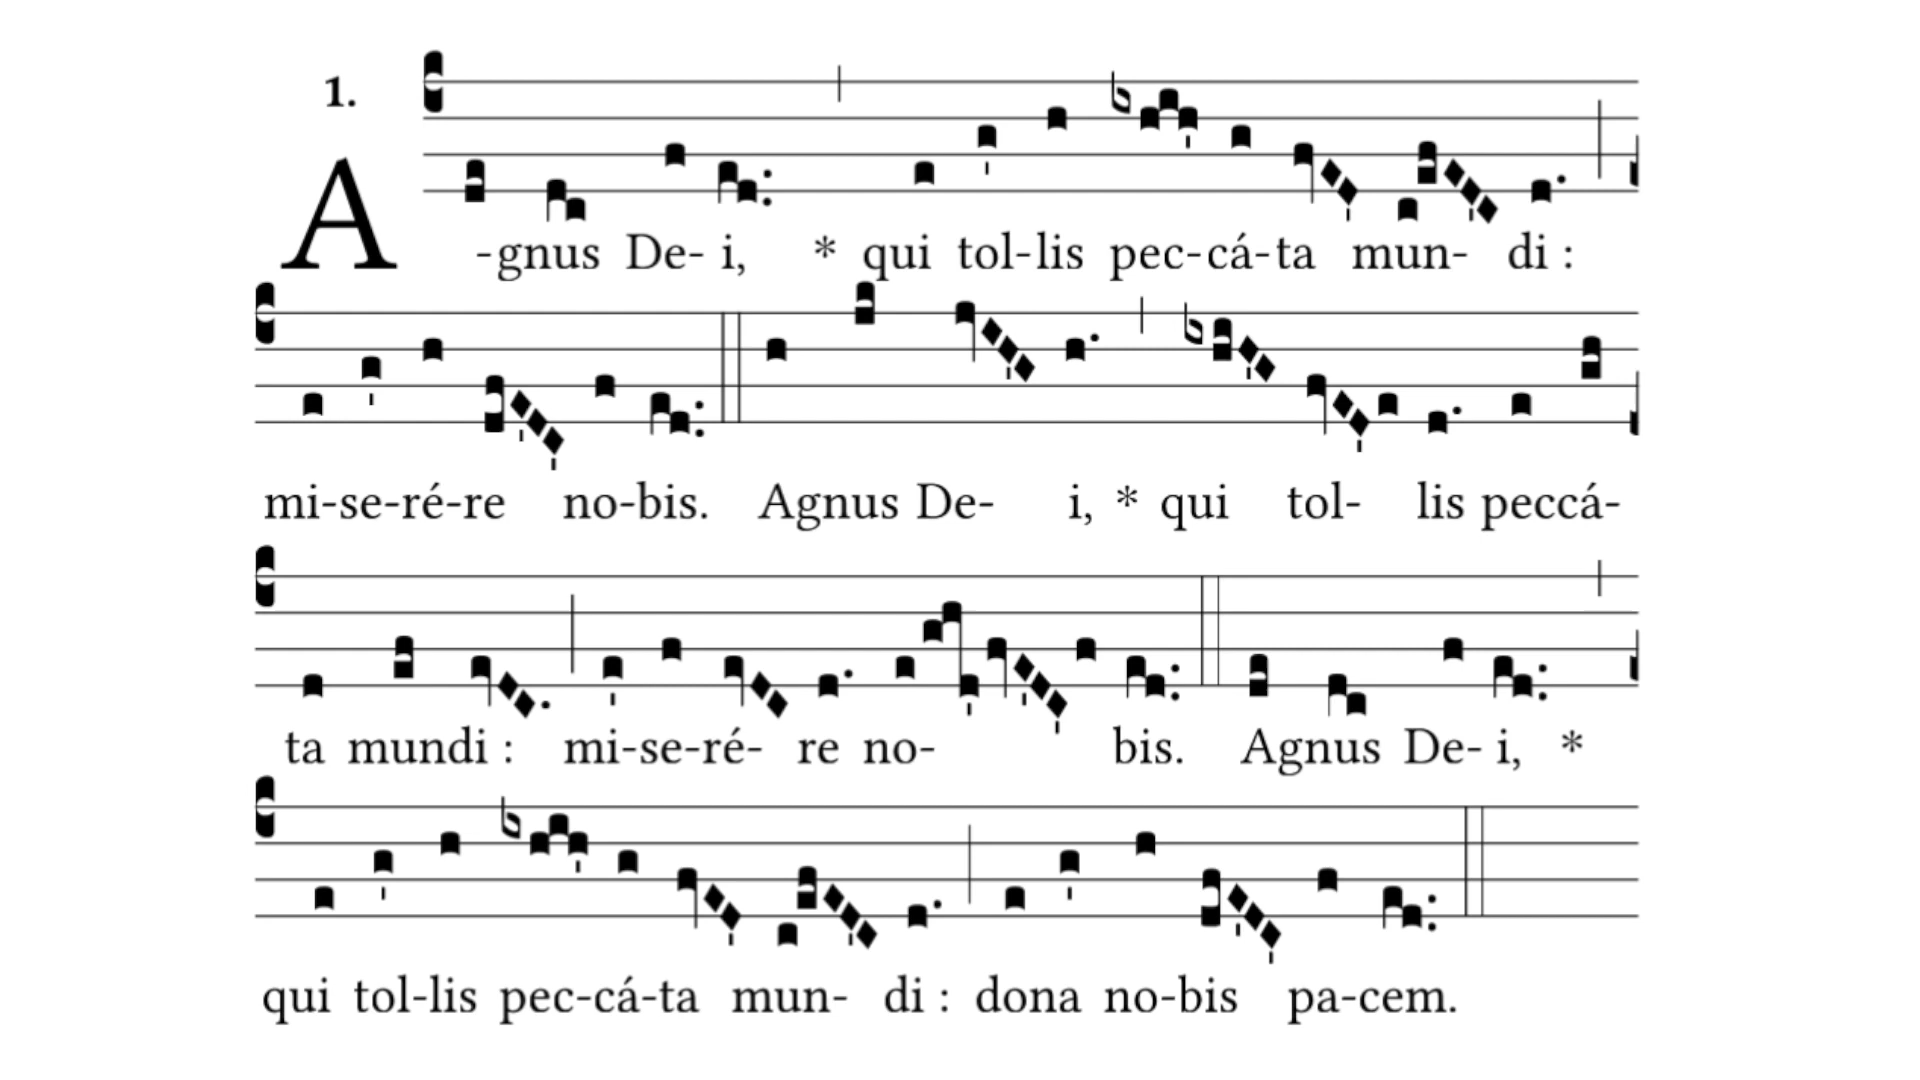 1.
A-gnus De- i, * qui tol-lis pec-cá-ta mun- di :
mi-se-ré-re no-bis. Agnus De- i, * qui tol- lis peccá-
ta mundi : mi-se-ré- re no- bis. Agnus De- i, *
qui tol-lis pec-cá-ta mun- di : dona no-bis pa-cem.